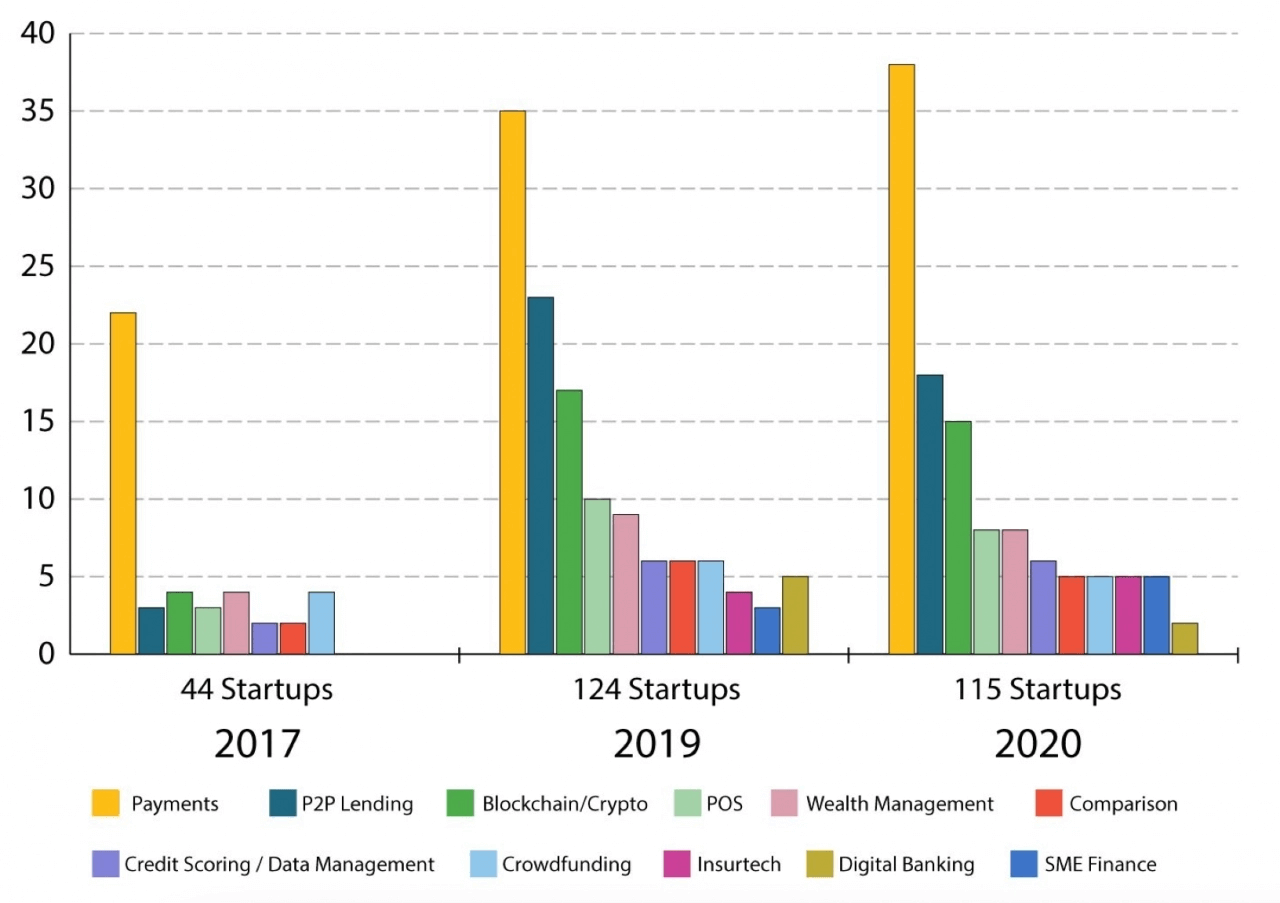 40
35
30
25
20
15
10
5
0
44 Startups 124 Startups 115 Startups
2017 2019 2020
Payments P2P Lending Blockchain/Crypto POS Wealth Management Comparison
Credit Scoring / Data Management Crowdfunding Insurtech Digital Banking SME Finance